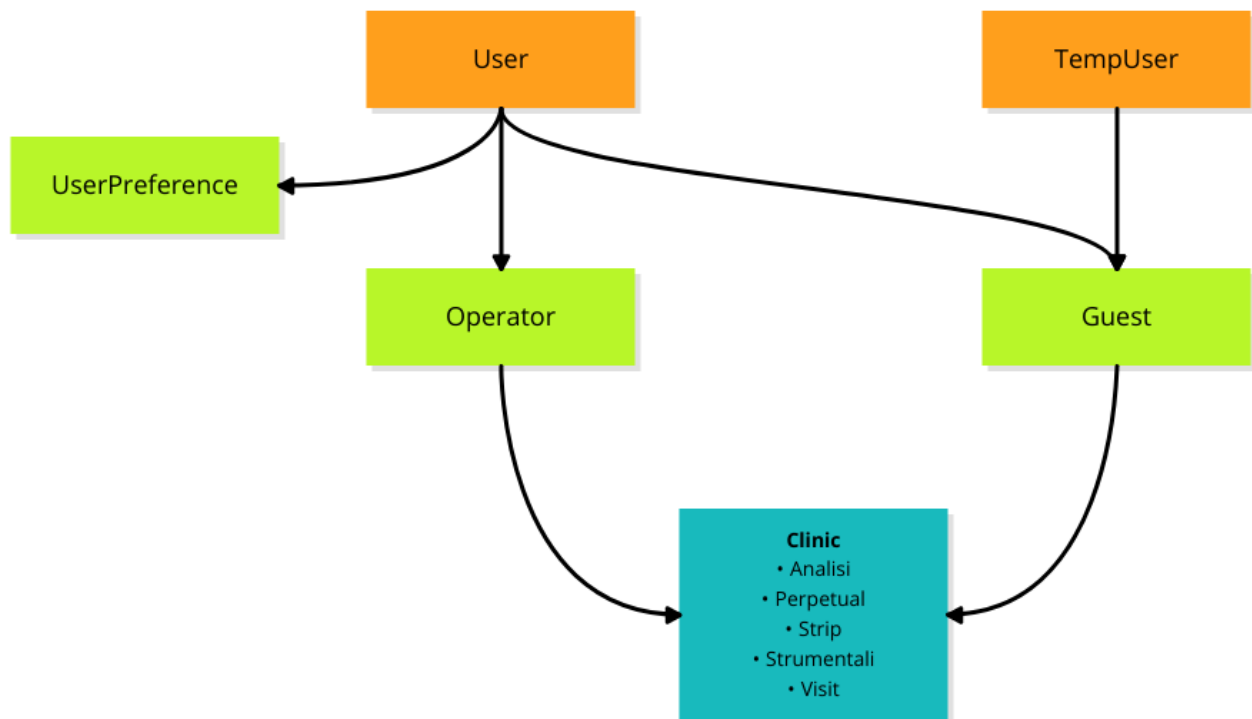 User
TempUser
UserPreference
Operator
Guest
Clinic
• Analisi
• Perpetual
• Strip
• Strumentali
• Visit